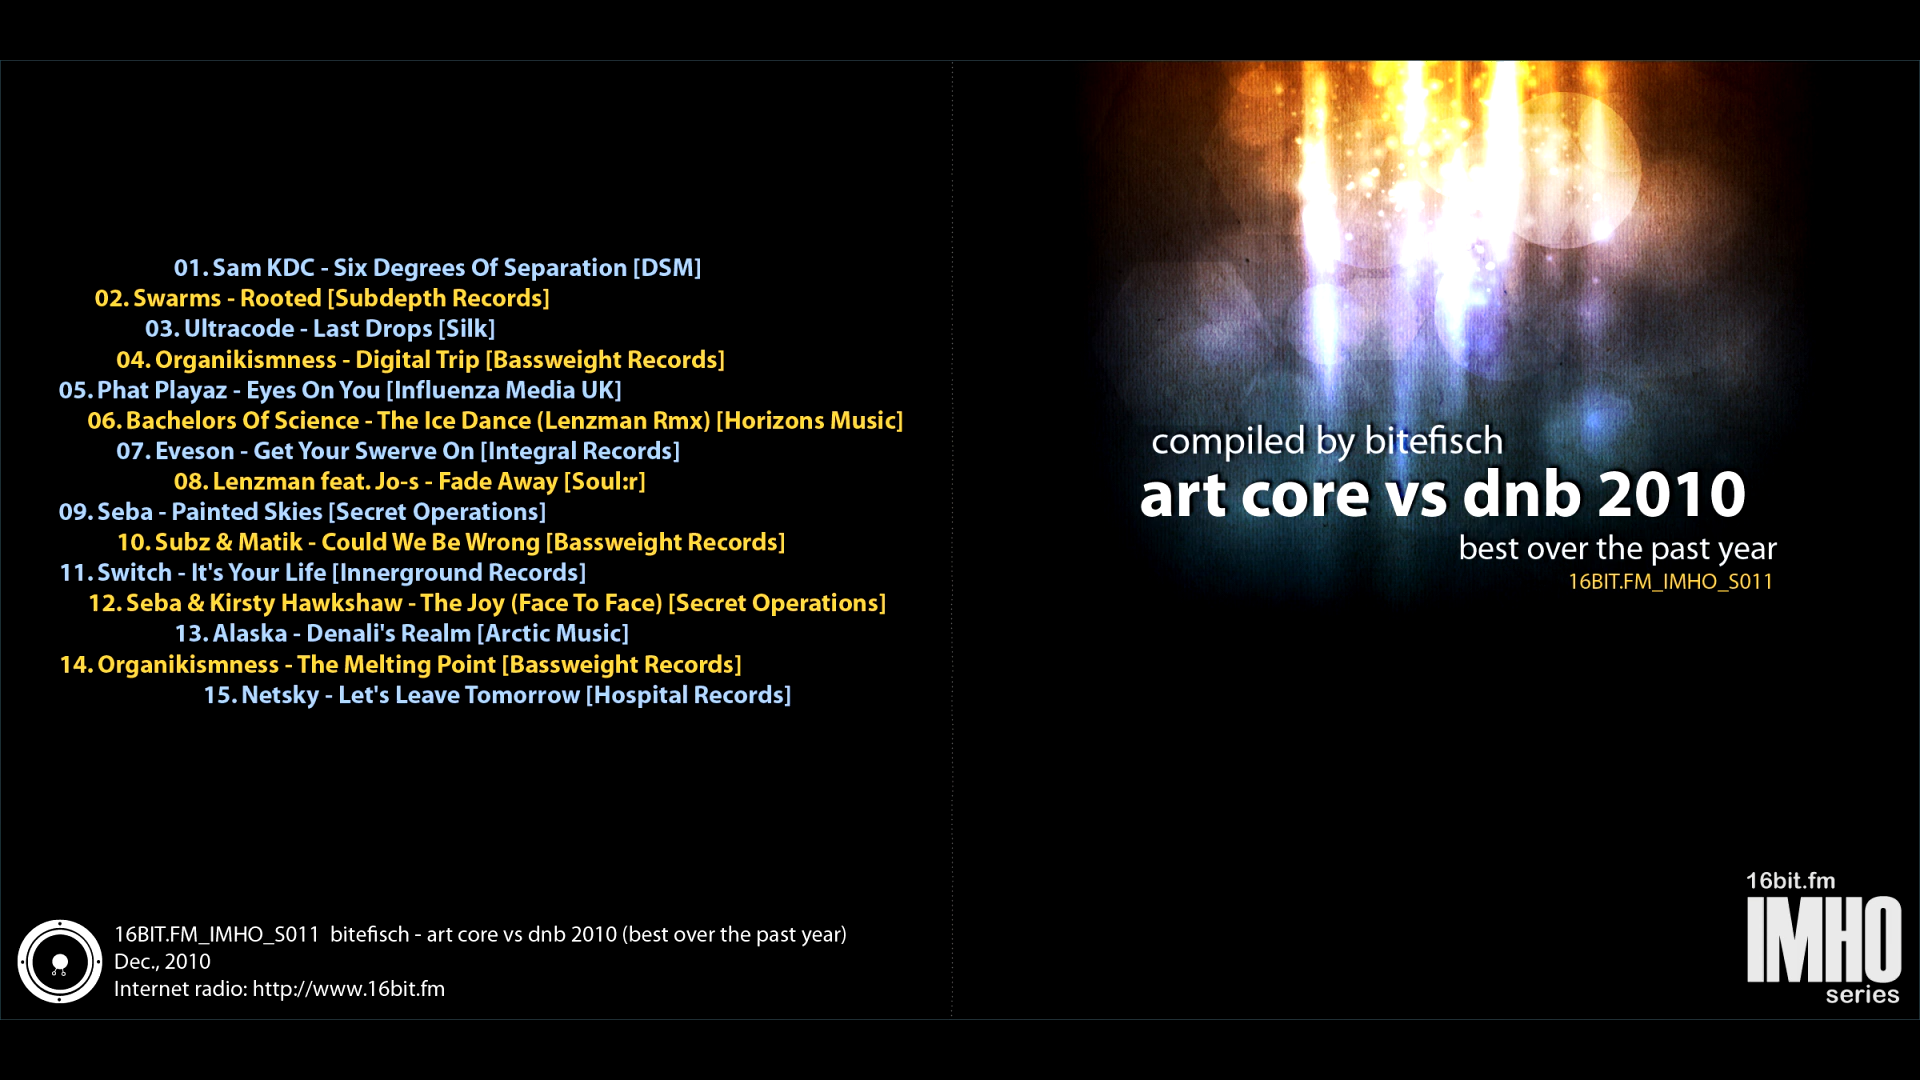 01. Sam KDC - Six Degrees Of Separation [DSM]
02. Swarms - Rooted [Subdepth Records]
03. Ultracode - Last Drops [Silk]
04. Organikismness - Digital Trip [Bassweight Records]
05. Phat Playaz - Eyes On You [Influenza Media UK]
06. Bachelors Of Science - The Ice Dance (Lenzman Rmx) [Horizons Music]
07. Eveson - Get Your Swerve On [Integral Records]
08. Lenzman feat. Jo-s - Fade Away [Soul:r]
09. Seba - Painted Skies [Secret Operations]
10. Subz & Matik - Could We Be Wrong [Bassweight Records]
11. Switch - It's Your Life [Innerground Records]
12. Seba & Kirsty Hawkshaw - The Joy (Face To Face) [Secret Operations]
13. Alaska - Denali's Realm [Arctic Music]
14. Organikismness - The Melting Point [Bassweight Records]
15. Netsky - Let's Leave Tomorrow [Hospital Records]
16BIT.FM_IMHO_S011 bitefisch - art core vs dnb 2010 (best over the past year)
Dec., 2010
Internet radio: http://www.16bit.fm
compiled by bitefisch
art core vs dnb 2010
best over the past year
16BIT.FM_IMHO_S011
16bit.fm
IMHO
series